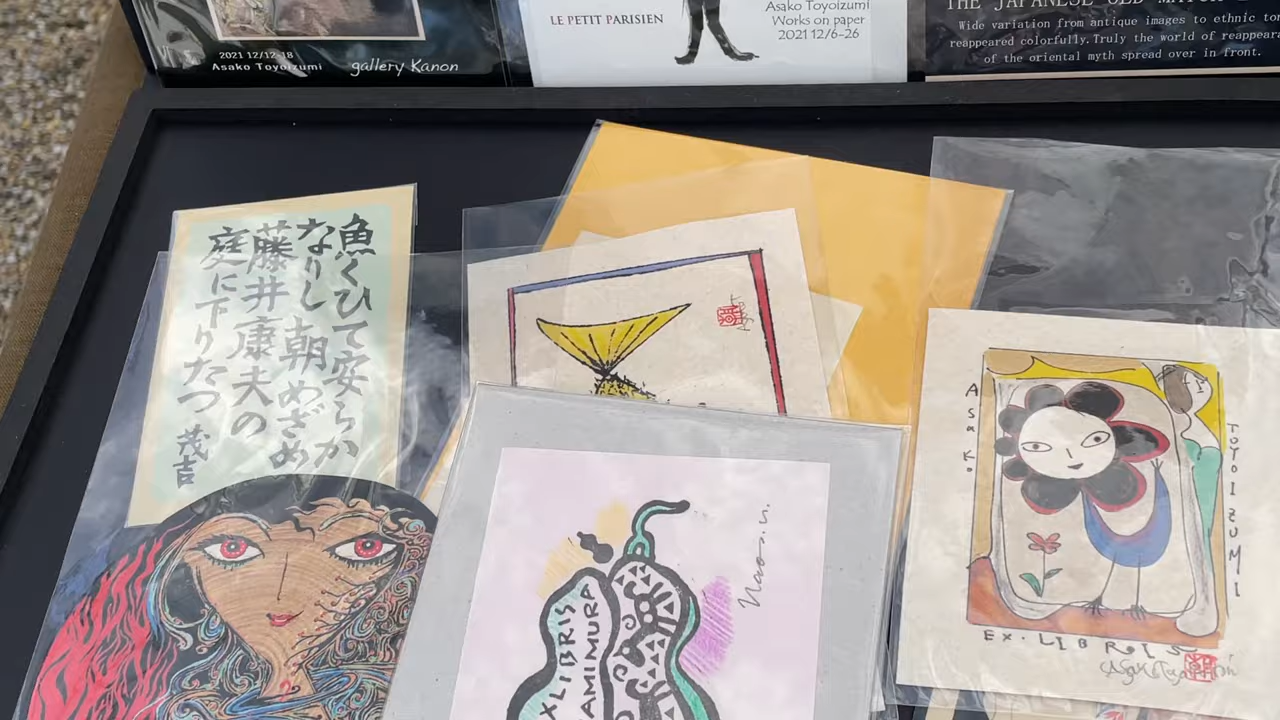 2021 12/12-18
Asako Toyoizumi
gallery Kanon
LE PETIT PARISIEN
Asako Toyoizumi
Works on paper
2021 12/6-26
THE JAPANESE OLD MATCH
Wide variation from antique images to ethnic
reappeared colorfully.Truly the world of
of the oriental myth spread over in front.
魚くひて安らか
なりし朝めざめ
藤井康夫の
庭に下りたつ
茂吉
XLIBRIS
AMIMURA
Asako
TOYOIZUMI
EX·LIBRIS